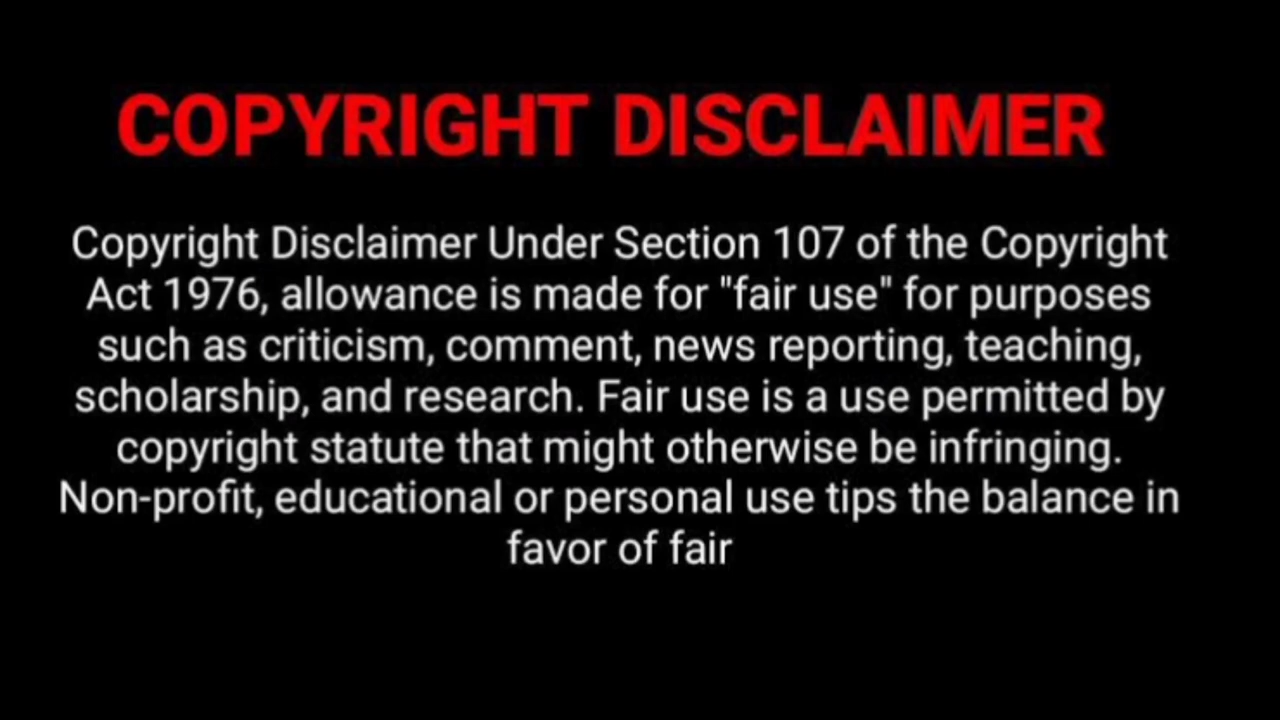 COPYRIGHT DISCLAIMER
Copyright Disclaimer Under Section 107 of the Copyright
Act 1976, allowance is made for "fair use" for purposes
such as criticism, comment, news reporting, teaching,
scholarship, and research. Fair use is a use permitted by
copyright statute that might otherwise be infringing.
Non-profit, educational or personal use tips the balance in
favor of fair